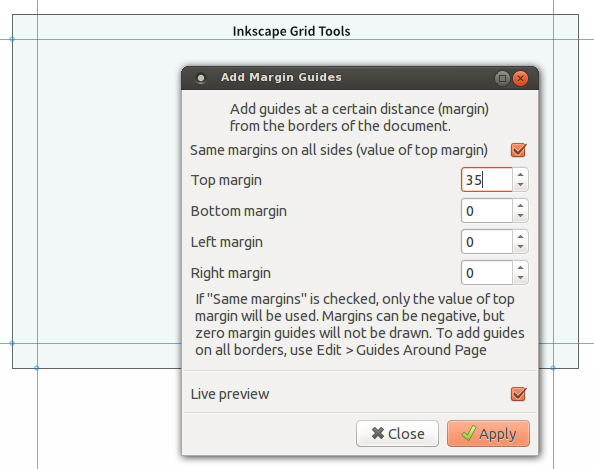 Inkscape Grid Tools
Add Margin Guides
Add guides at a certain distance (margin)
from the borders of the document.
Same margins on all sides (value of top margin)
Top margin 35
Bottom margin 0
Left margin 0
Right margin 0
If "Same margins" is checked, only the value of top
margin will be used. Margins can be negative, but
zero margin guides will not be drawn. To add guides
on all borders, use Edit > Guides Around Page
Live preview
Close Apply